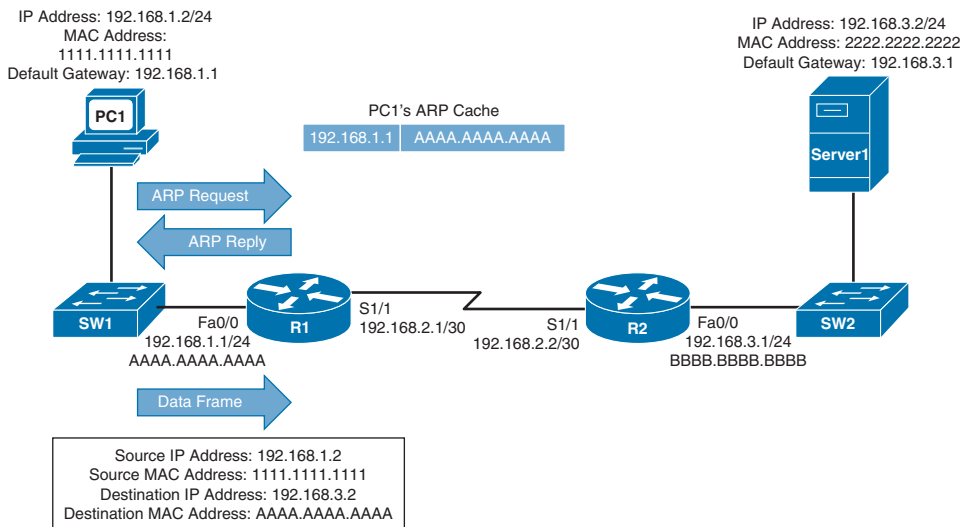 IP Address: 192.168.1.2/24
MAC Address:
1111.1111.1111
Default Gateway: 192.168.1.1
PC1
PC1's ARP Cache
192.168.1.1 AAAA.AAAA.AAAA
IP Address: 192.168.3.2/24
MAC Address: 2222.2222.2222
Default Gateway: 192.168.3.1
Server1
ARP Request
ARP Reply
SW1
Fa0/0
192.168.1.1/24
AAAA.AAAA.AAAA
R1
S1/1
192.168.2.1/30
S1/1
192.168.2.2/30
R2
Fa0/0
192.168.3.1/24
BBBB.BBBB.BBBB
SW2
Data Frame
Source IP Address: 192.168.1.2
Source MAC Address: 1111.1111.1111
Destination IP Address: 192.168.3.2
Destination MAC Address: AAAA.AAAA.AAAA